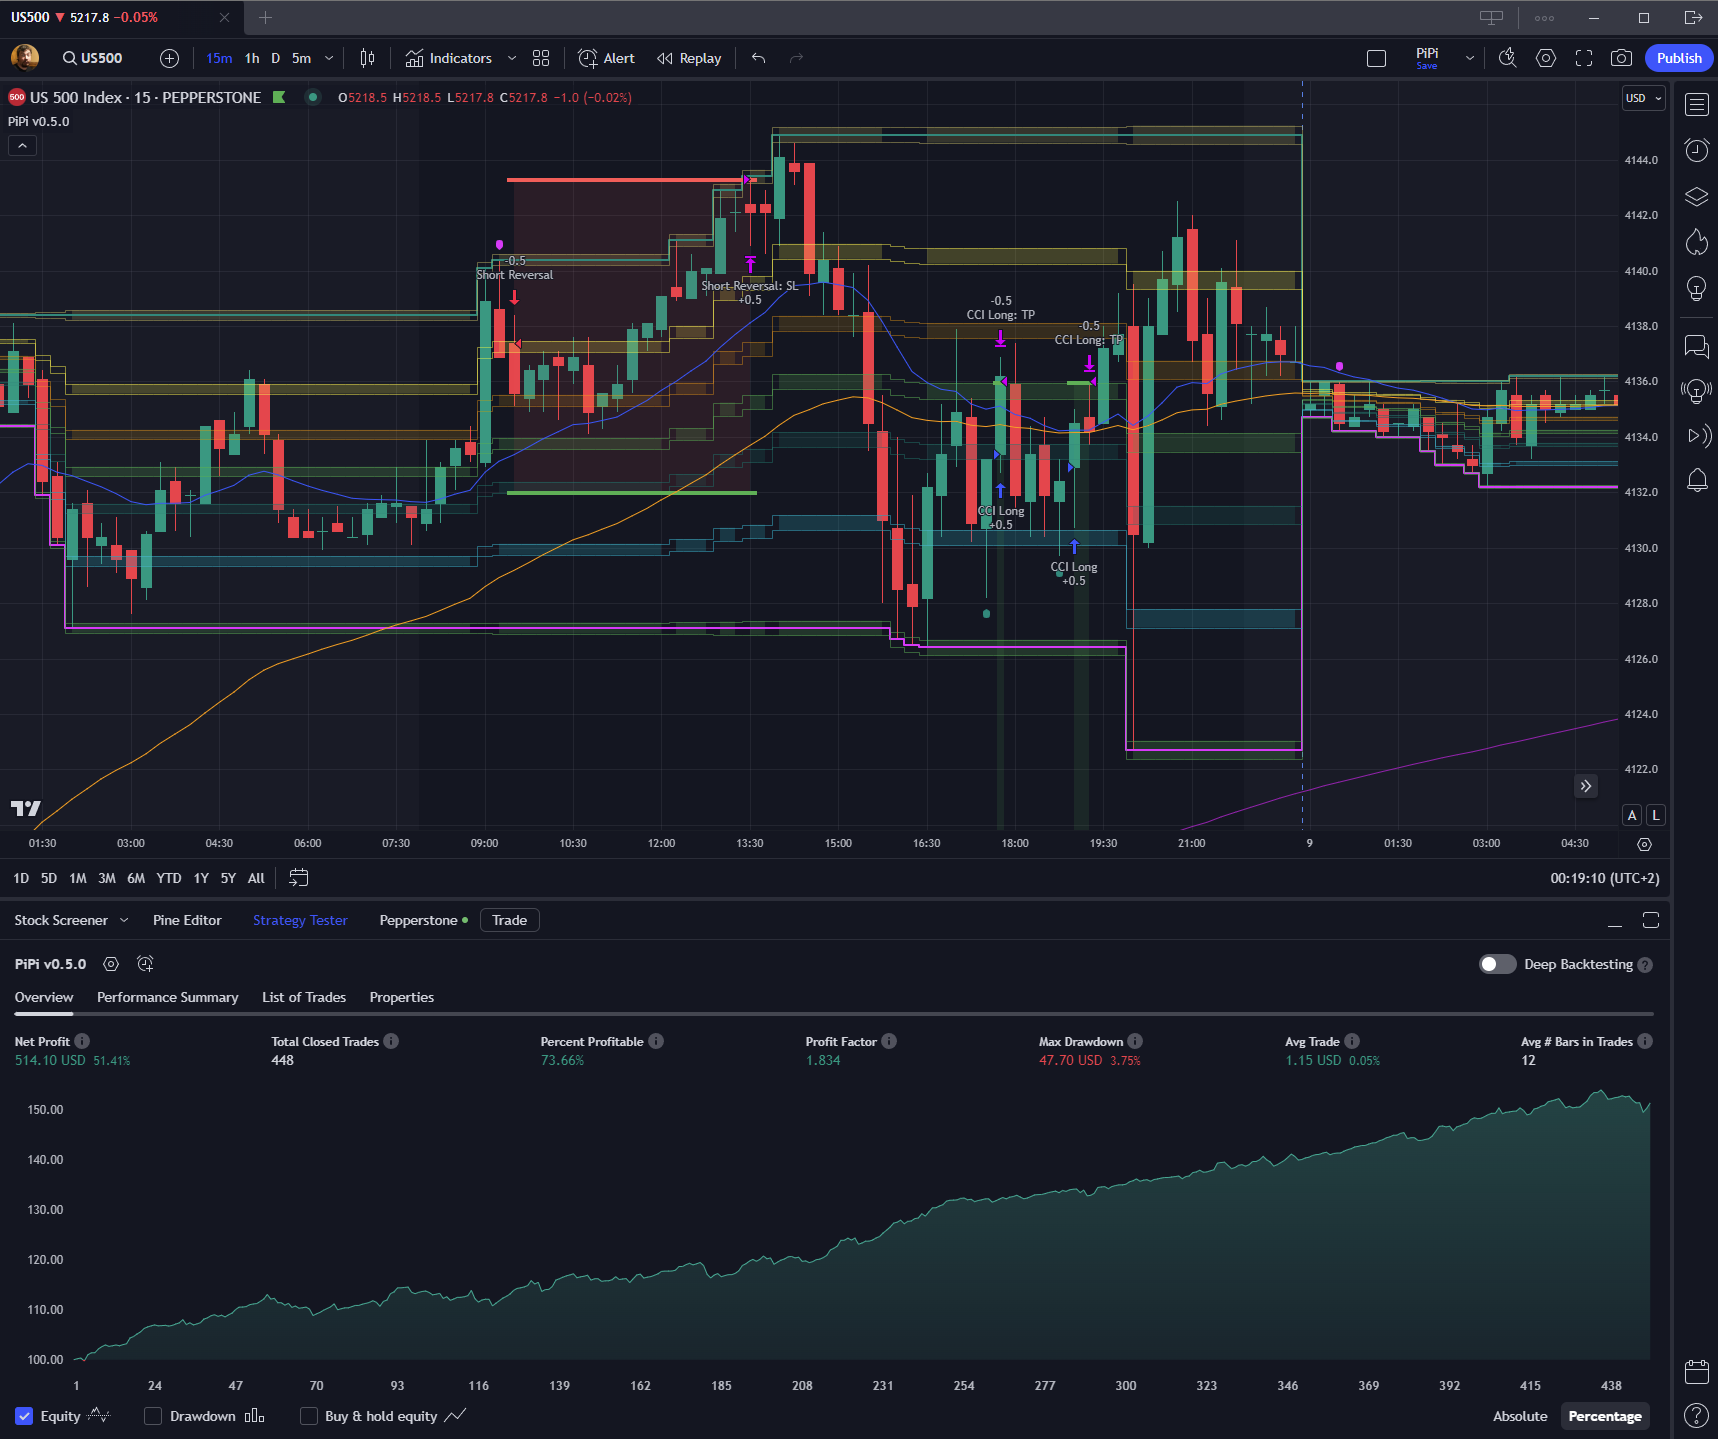 US500 ▼ 5217.8 −0.05%
US500 15m 1h D 5m Indicators Alert Replay PiPi Save Publish
500 US 500 Index · 15 · PEPPERSTONE O5218.5 H5218.5 L5217.8 C5217.8 −1.0 (−0.02%) USD
PiPi v0.5.0
4144.0
4142.0
4140.0
4138.0
4136.0
4134.0
4132.0
4130.0
4128.0
4126.0
4124.0
4122.0
-0.5
Short Reversal
Short-Reversal: SL
+0.5
-0.5
CCI Long: TP
-0.5
CCI Long: TP
CCI Long
+0.5
CCI Long
+0.5
A L
01:30 03:00 04:30 06:00 07:30 09:00 10:30 12:00 13:30 15:00 16:30 18:00 19:30 21:00 9 01:30 03:00 04:30
1D 5D 1M 3M 6M YTD 1Y 5Y All 00:19:10 (UTC+2)
Stock Screener Pine Editor Strategy Tester Pepperstone Trade
PiPi v0.5.0 Deep Backtesting ?
Overview Performance Summary List of Trades Properties
Net Profit Total Closed Trades Percent Profitable Profit Factor Max Drawdown Avg Trade Avg # Bars in Trades
514.10 USD 51.41% 448 73.66% 1.834 47.70 USD 3.75% 1.15 USD 0.05% 12
150.00
140.00
130.00
120.00
110.00
100.00
1 24 47 70 93 116 139 162 185 208 231 254 277 300 323 346 369 392 415 438
Equity Drawdown Buy & hold equity Absolute Percentage